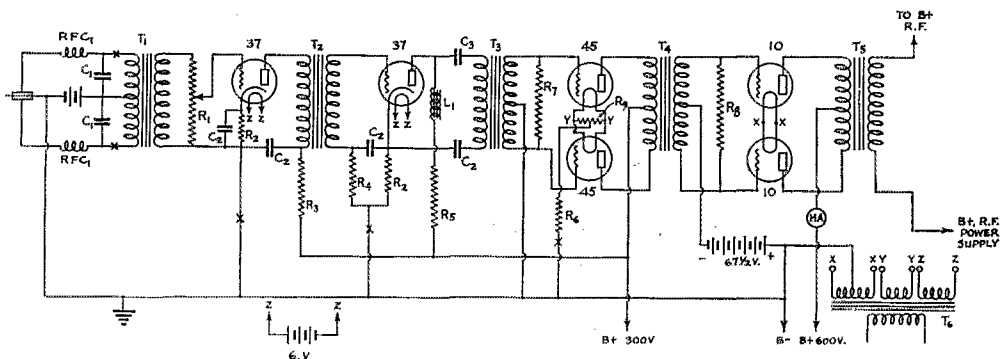 TO B+
R.F.
RFC1
C1
C1
RFC1
T1
R1
37
C2
Z Z
R2
C2
T2
R3
R4
C2
37
Z Z
R2
L1
R5
C3
C2
T3
R7
45
R9
Y Y
45
R6
T4
R8
10
X X
10
T5
MA
B+, R.F.
POWER
SUPPLY
- 67½V. +
X X Y Y Z Z
T6
Z Z
6.V
B+ 300V
B- B+600V.
X
X
X
X
X